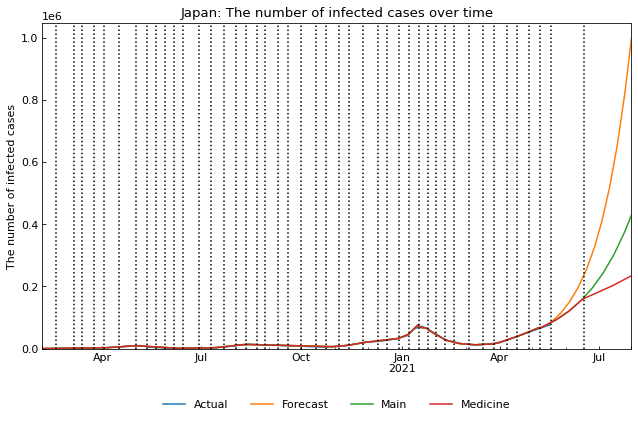 Japan: The number of infected cases over time
1e6
1.0
0.8
0.6
0.4
0.2
0.0
The number of infected cases
Apr Jul Oct Jan Apr Jul
2021
Actual Forecast Main Medicine